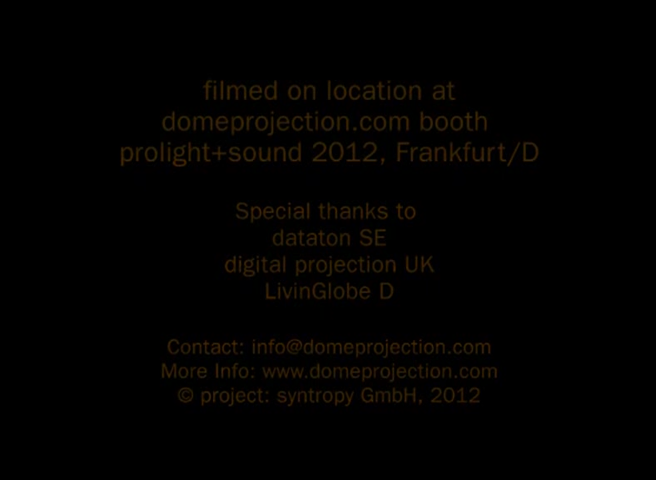 filmed on location at
domeprojection.com booth
prolight+sound 2012, Frankfurt/D
Special thanks to
dataton SE
digital projection UK
LivinGlobe D
Contact: info@domeprojection.com
More Info: www.domeprojection.com
© project: syntropy GmbH, 2012